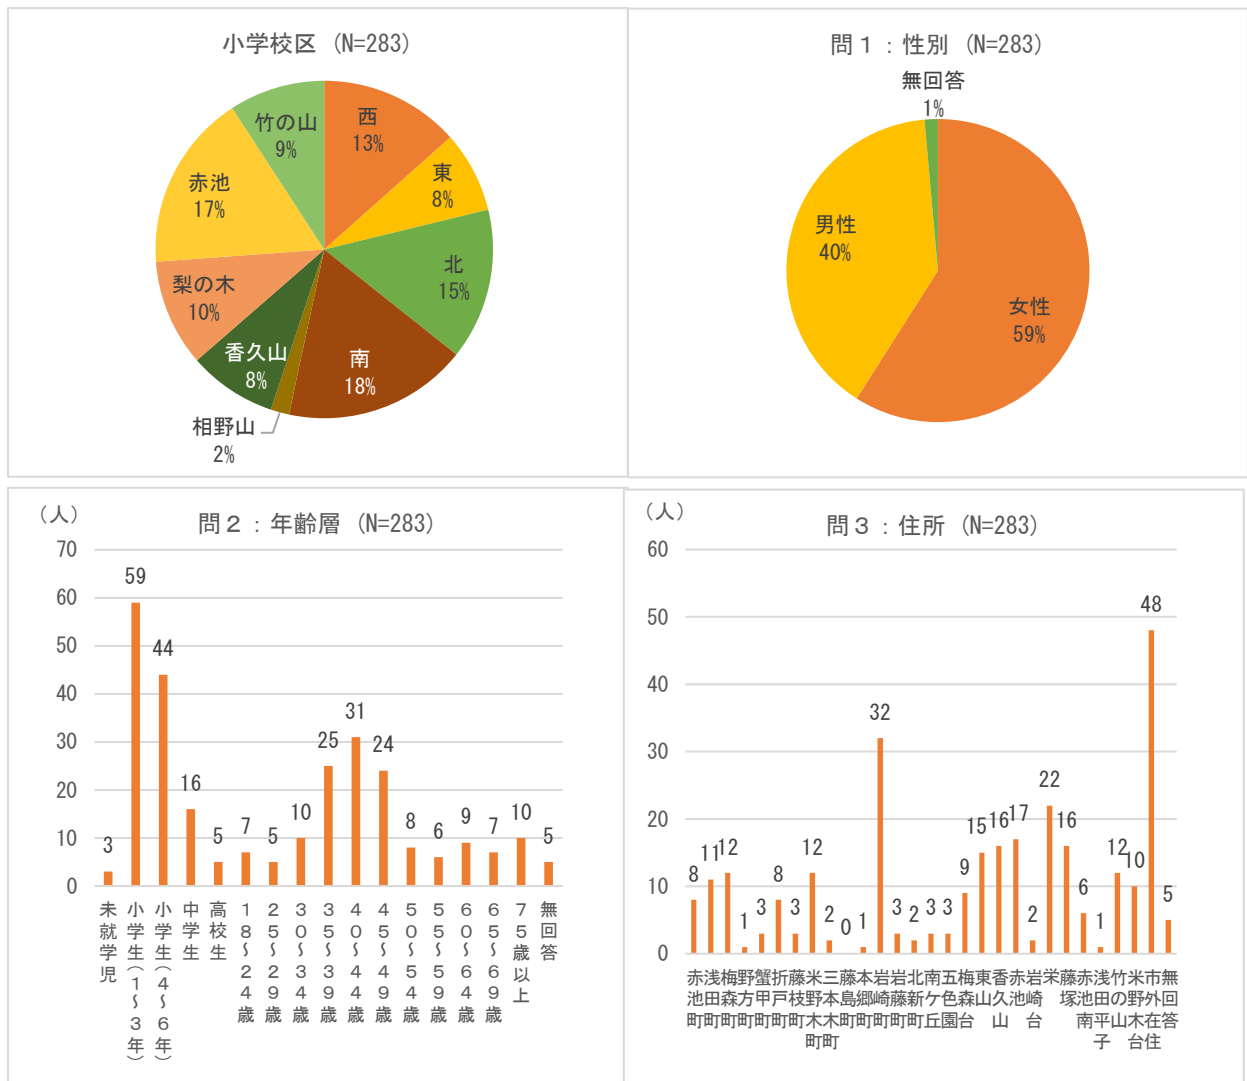 小学校区 (N=283)
西
13%
東
8%
北
15%
南
18%
相野山
2%
香久山
8%
梨の木
10%
赤池
17%
竹の山
9%
問１：性別 (N=283)
無回答
1%
男性
40%
女性
59%
(人)
問２：年齢層 (N=283)
70
60
50
40
30
20
10
0
3
59
44
16
5
7
5
10
25
31
24
8
6
9
7
10
5
未就学児
小学生(１～３年)
小学生(４～６年)
中学生
高校生
１８～２４歳
２５～２９歳
３０～３４歳
３５～３９歳
４０～４４歳
４５～４９歳
５０～５４歳
５５～５９歳
６０～６４歳
６５～６９歳
７５歳以上
無回答
(人)
問３：住所 (N=283)
60
50
40
30
20
10
0
8
11
12
1
3
8
3
12
2
0
1
32
3
2
3
3
9
15
16
17
2
22
16
6
1
12
10
48
5
赤池町
浅田町
梅森町
野方町
蟹甲町
折戸町
藤枝町
米野木町
三本木町
藤島町
本郷町
岩崎町
岩藤町
北新町
南ケ丘
五色園
梅森台
東山
香久山
赤池
岩崎台
栄
藤塚
赤池南
浅田平子
竹の山
米野木台
市外在住
無回答